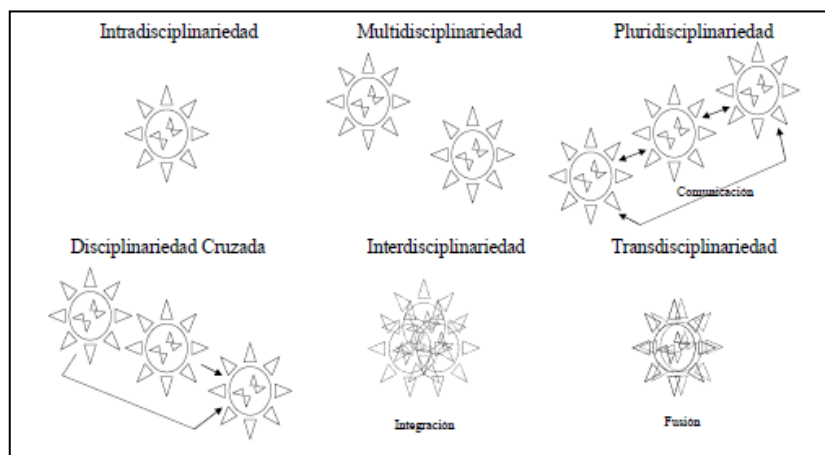 Intradisciplinariedad
Multidisciplinariedad
Pluridisciplinariedad
Comunicación
Disciplinariedad Cruzada
Interdisciplinariedad
Transdisciplinariedad
Integración
Fusión